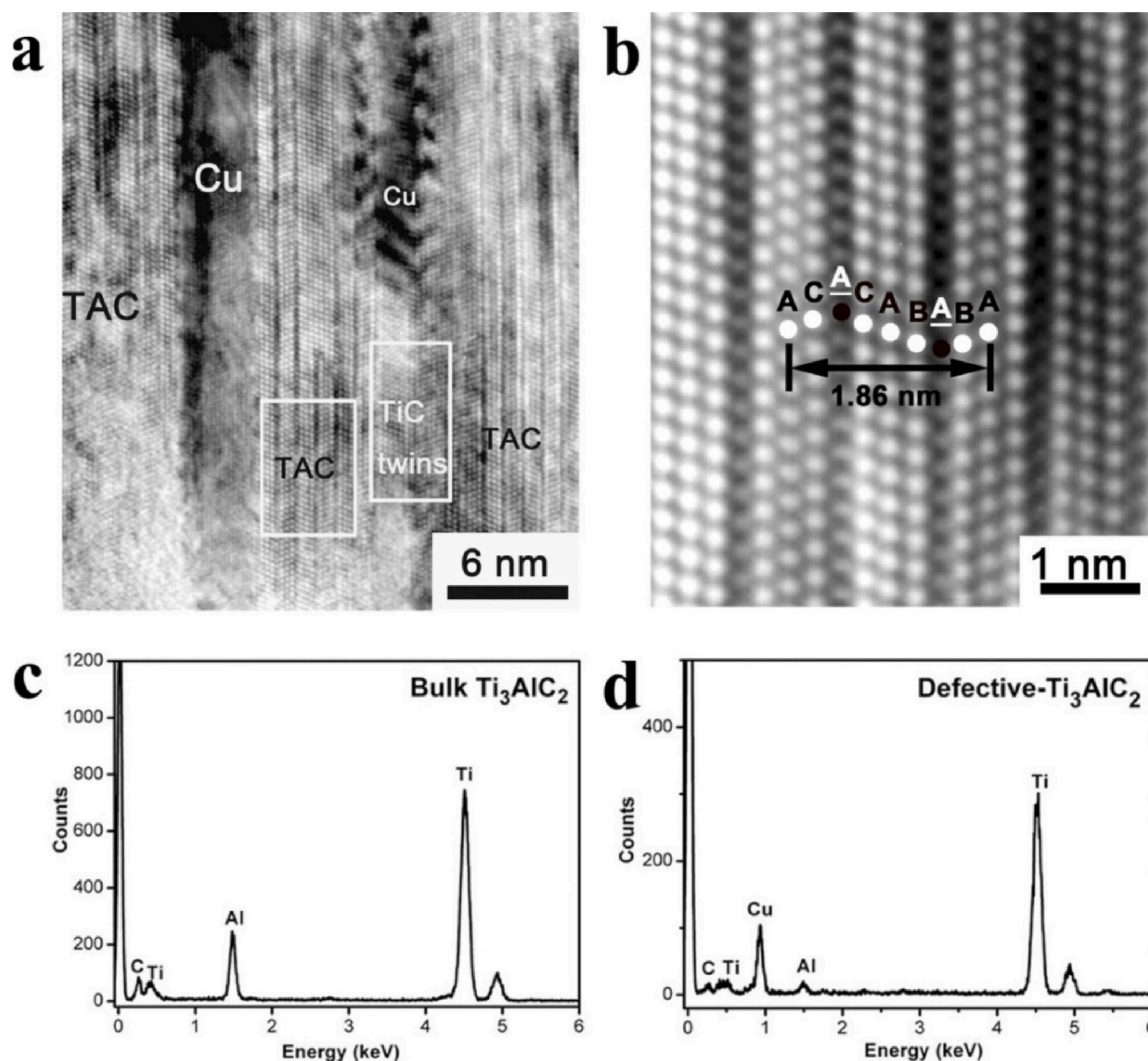 a
Cu
Cu
TAC
TAC
TiC
twins
TAC
6 nm
b
A C A C A B A B A
1.86 nm
1 nm
c
Bulk Ti₃AlC₂
1200
1000
800
600
400
200
0
Counts
C
Ti
Al
Ti
0 1 2 3 4 5 6
Energy (keV)
d
Defective-Ti₃AlC₂
400
200
0
Counts
C
Ti
Cu
Al
Ti
0 1 2 3 4 5
Energy (keV)